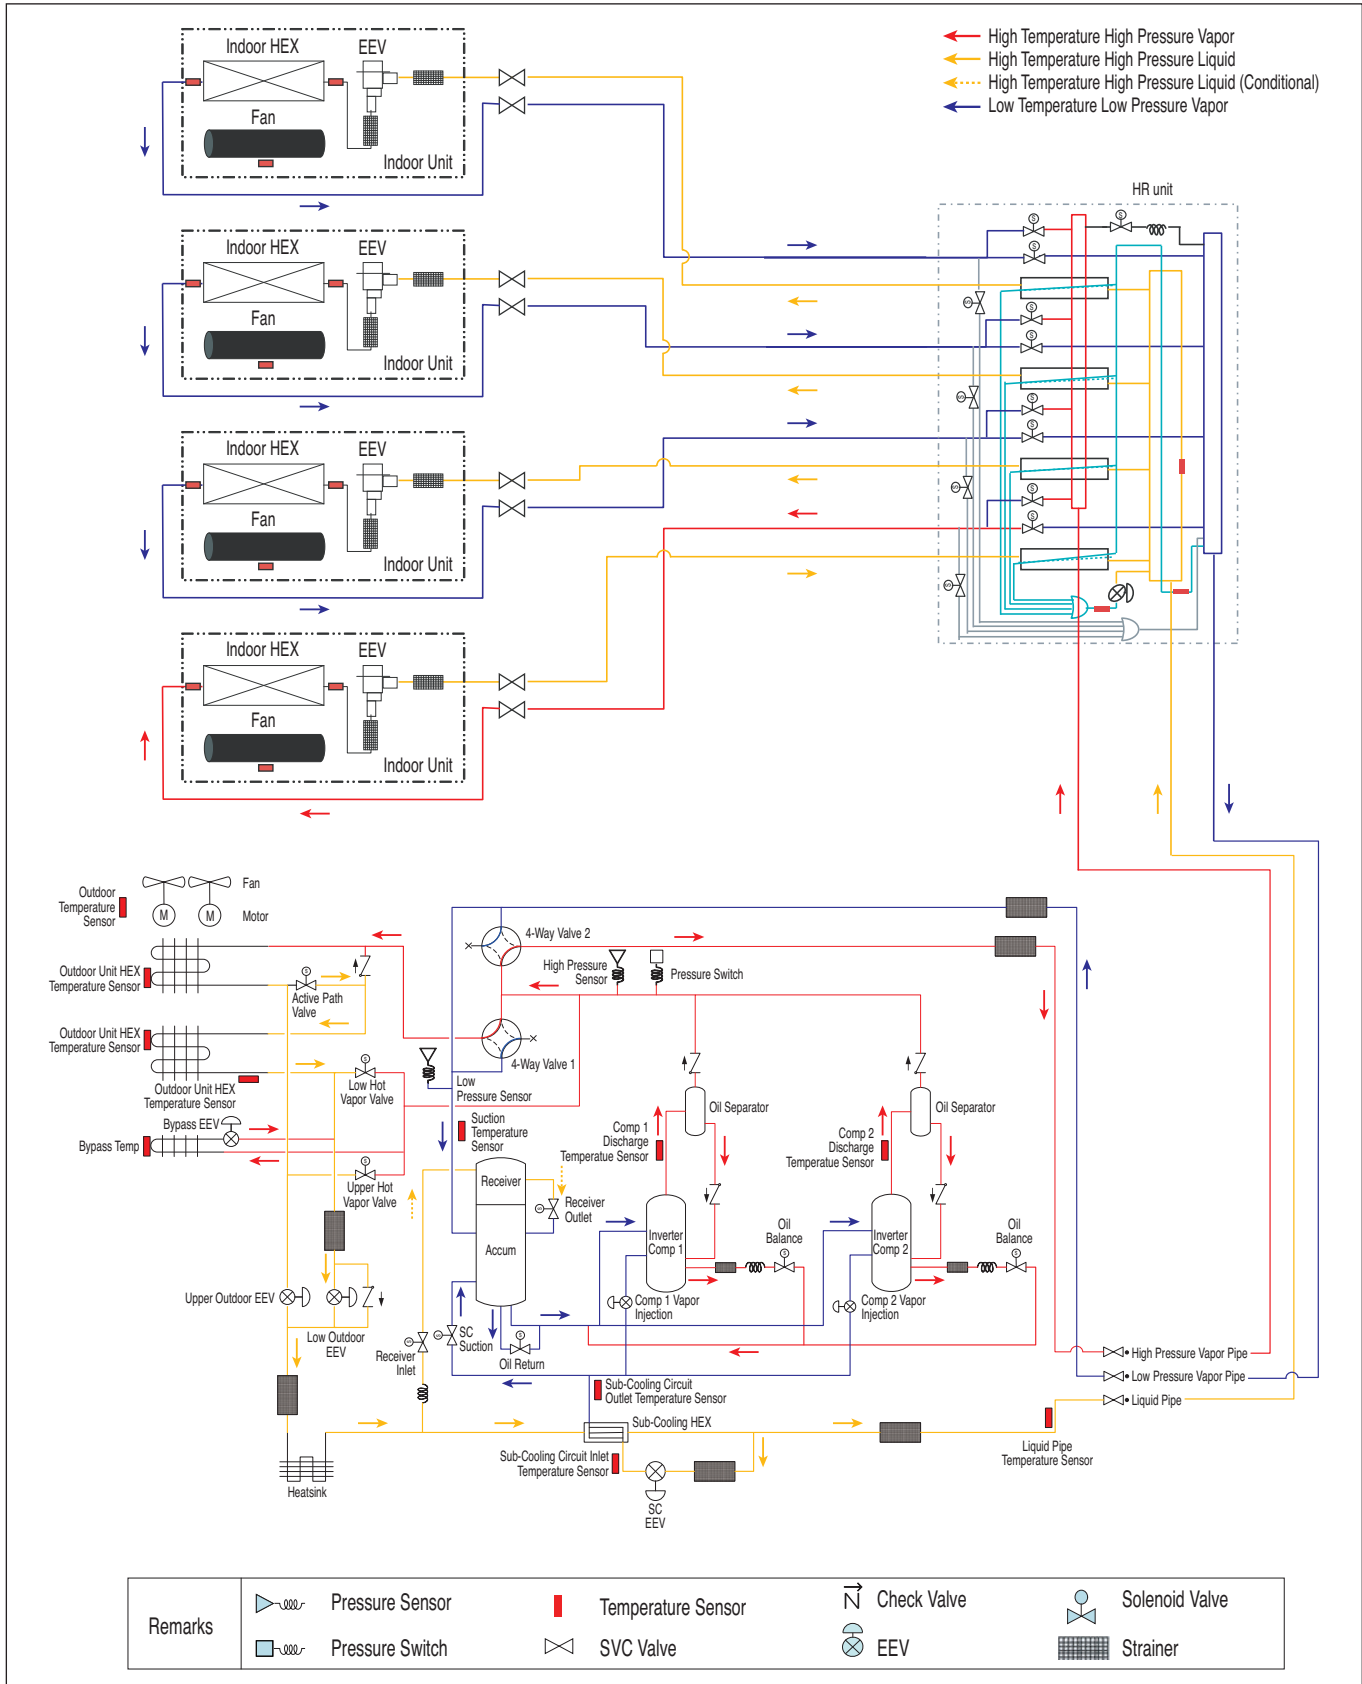 High Temperature High Pressure Vapor
High Temperature High Pressure Liquid
High Temperature High Pressure Liquid (Conditional)
Low Temperature Low Pressure Vapor
Indoor HEX
EEV
Fan
Indoor Unit
Indoor HEX
EEV
Fan
Indoor Unit
Indoor HEX
EEV
Fan
Indoor Unit
Indoor HEX
EEV
Fan
Indoor Unit
HR unit
S
S
S
S
S
S
S
S
S
S
S
S
S
Outdoor
Temperature
Sensor
Fan
M
M
Motor
Outdoor Unit HEX
Temperature Sensor
S
Active Path
Valve
Outdoor Unit HEX
Temperature Sensor
Outdoor Unit HEX
Temperature Sensor
S
Low Hot
Vapor Valve
Bypass EEV
Bypass Temp
S
Upper Hot
Vapor Valve
4-Way Valve 2
High Pressure
Sensor
Pressure Switch
4-Way Valve 1
Low
Pressure Sensor
Suction
Temperature
Sensor
Oil Separator
Oil Separator
Comp 1
Discharge
Temperatue Sensor
Comp 2
Discharge
Temperatue Sensor
Receiver
S
Receiver
Outlet
Accum
Inverter
Comp 1
Oil
Balance
S
Inverter
Comp 2
Oil
Balance
S
Upper Outdoor EEV
Low Outdoor
EEV
S
Receiver
Inlet
S
SC
Suction
S
Oil Return
Comp 1 Vapor
Injection
Comp 2 Vapor
Injection
Sub-Cooling Circuit
Outlet Temperature Sensor
Sub-Cooling HEX
Sub-Cooling Circuit Inlet
Temperature Sensor
SC
EEV
Heatsink
High Pressure Vapor Pipe
Low Pressure Vapor Pipe
Liquid Pipe
Liquid Pipe
Temperature Sensor
Remarks
Pressure Sensor
Temperature Sensor
Check Valve
Solenoid Valve
Pressure Switch
SVC Valve
EEV
Strainer